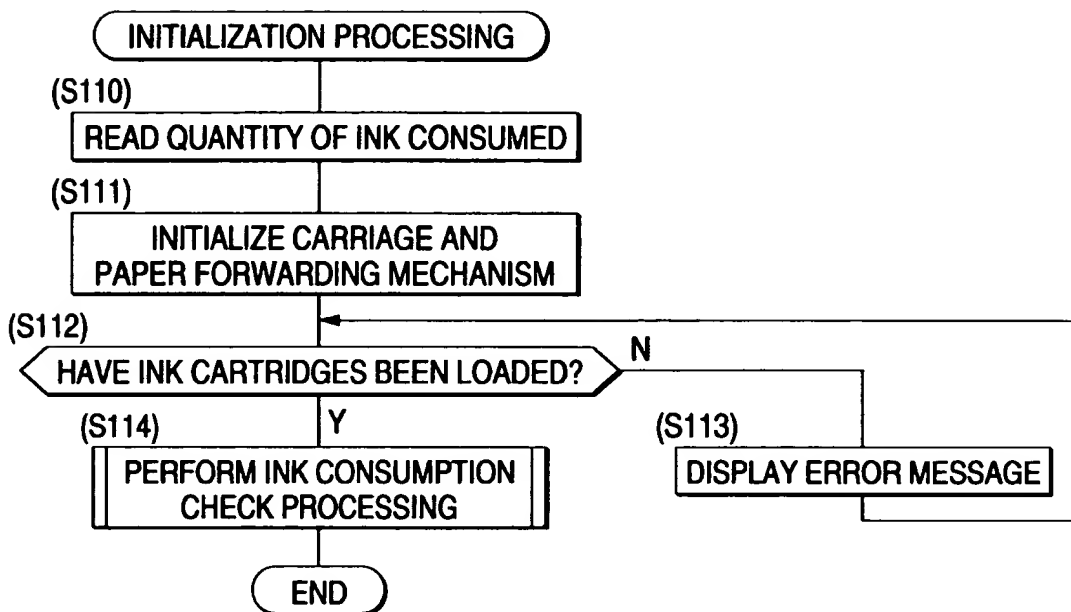 INITIALIZATION PROCESSING
(S110)
READ QUANTITY OF INK CONSUMED
(S111)
INITIALIZE CARRIAGE AND
PAPER FORWARDING MECHANISM
(S112)
HAVE INK CARTRIDGES BEEN LOADED?
N
Y
(S114)
PERFORM INK CONSUMPTION
CHECK PROCESSING
(S113)
DISPLAY ERROR MESSAGE
END